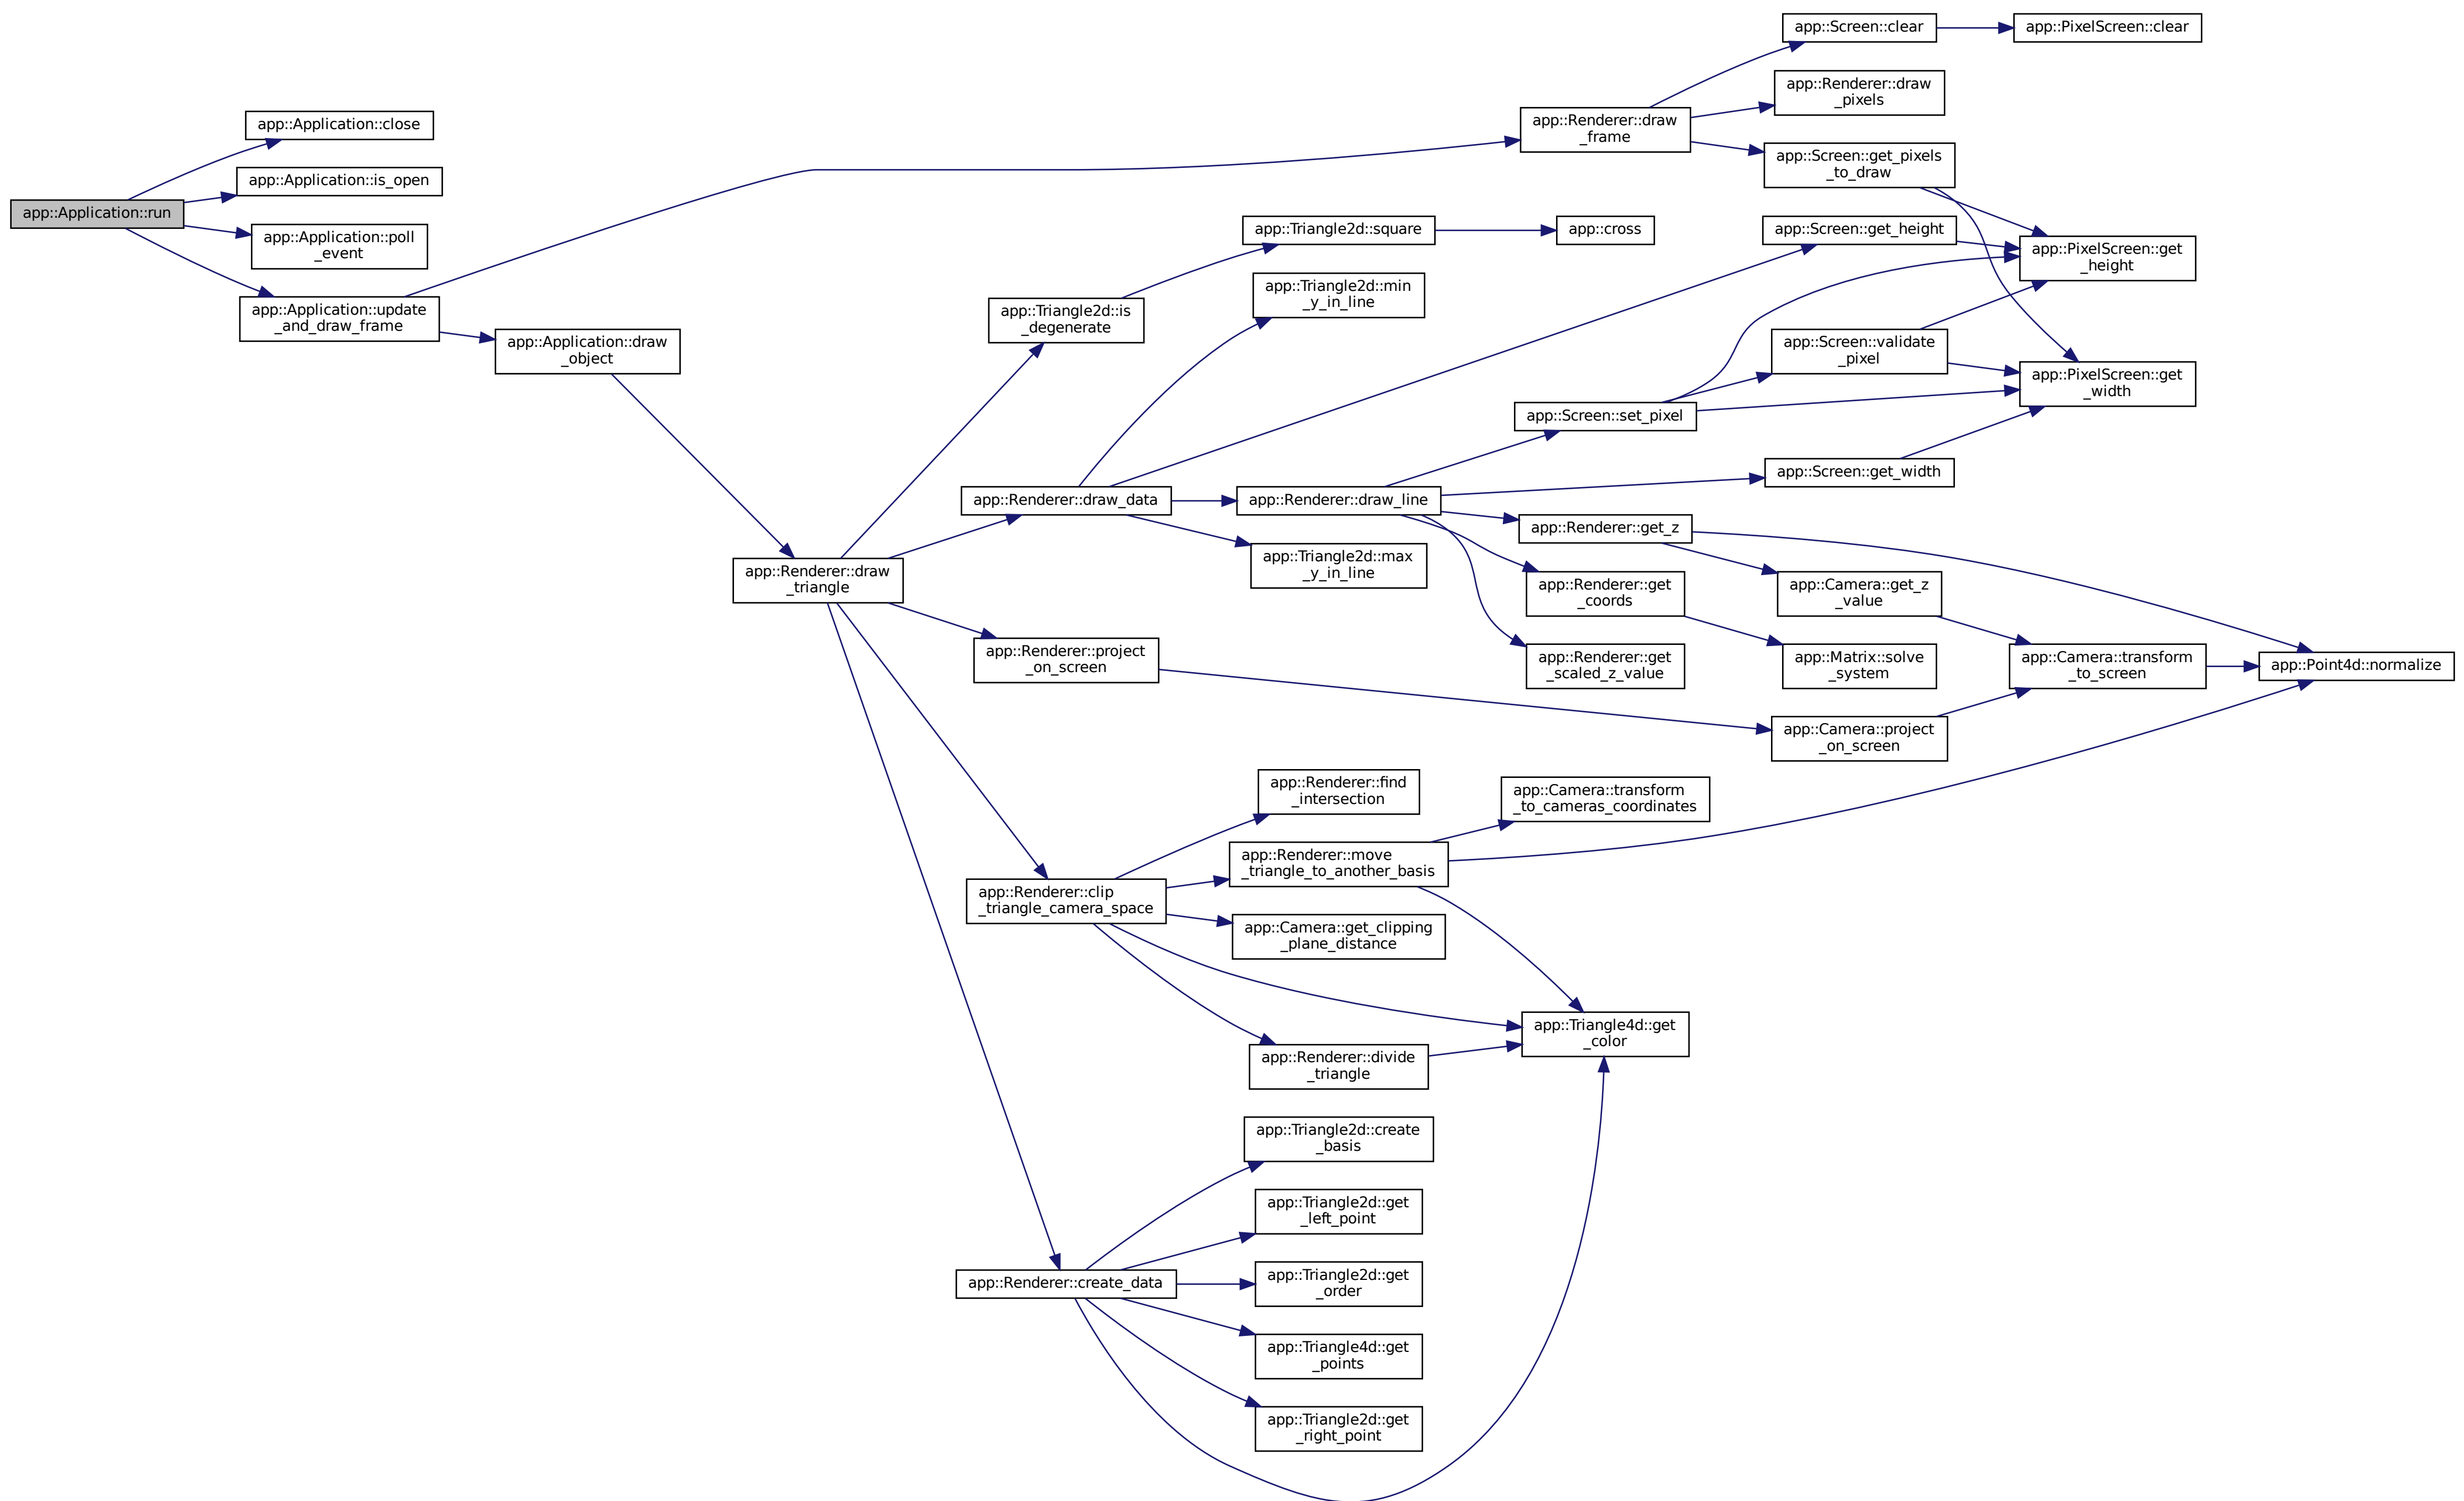 app::Application::run
app::Application::close
app::Application::is_open
app::Application::poll
_event
app::Application::update
_and_draw_frame
app::Application::draw
_object
app::Renderer::draw
_triangle
app::Triangle2d::is
_degenerate
app::Renderer::draw_data
app::Renderer::project
_on_screen
app::Renderer::clip
_triangle_camera_space
app::Renderer::create_data
app::Triangle2d::square
app::Triangle2d::min
_y_in_line
app::Renderer::draw_line
app::Triangle2d::max
_y_in_line
app::Renderer::find
_intersection
app::Renderer::move
_triangle_to_another_basis
app::Camera::get_clipping
_plane_distance
app::Renderer::divide
_triangle
app::Triangle2d::create
_basis
app::Triangle2d::get
_left_point
app::Triangle2d::get
_order
app::Triangle4d::get
_points
app::Triangle2d::get
_right_point
app::Renderer::draw
_frame
app::cross
app::Screen::set_pixel
app::Renderer::get_z
app::Renderer::get
_coords
app::Renderer::get
_scaled_z_value
app::Camera::transform
_to_cameras_coordinates
app::Triangle4d::get
_color
app::Screen::clear
app::Renderer::draw
_pixels
app::Screen::get_pixels
_to_draw
app::Screen::get_height
app::Screen::validate
_pixel
app::Screen::get_width
app::Camera::get_z
_value
app::Matrix::solve
_system
app::Camera::project
_on_screen
app::PixelScreen::clear
app::PixelScreen::get
_height
app::PixelScreen::get
_width
app::Camera::transform
_to_screen
app::Point4d::normalize